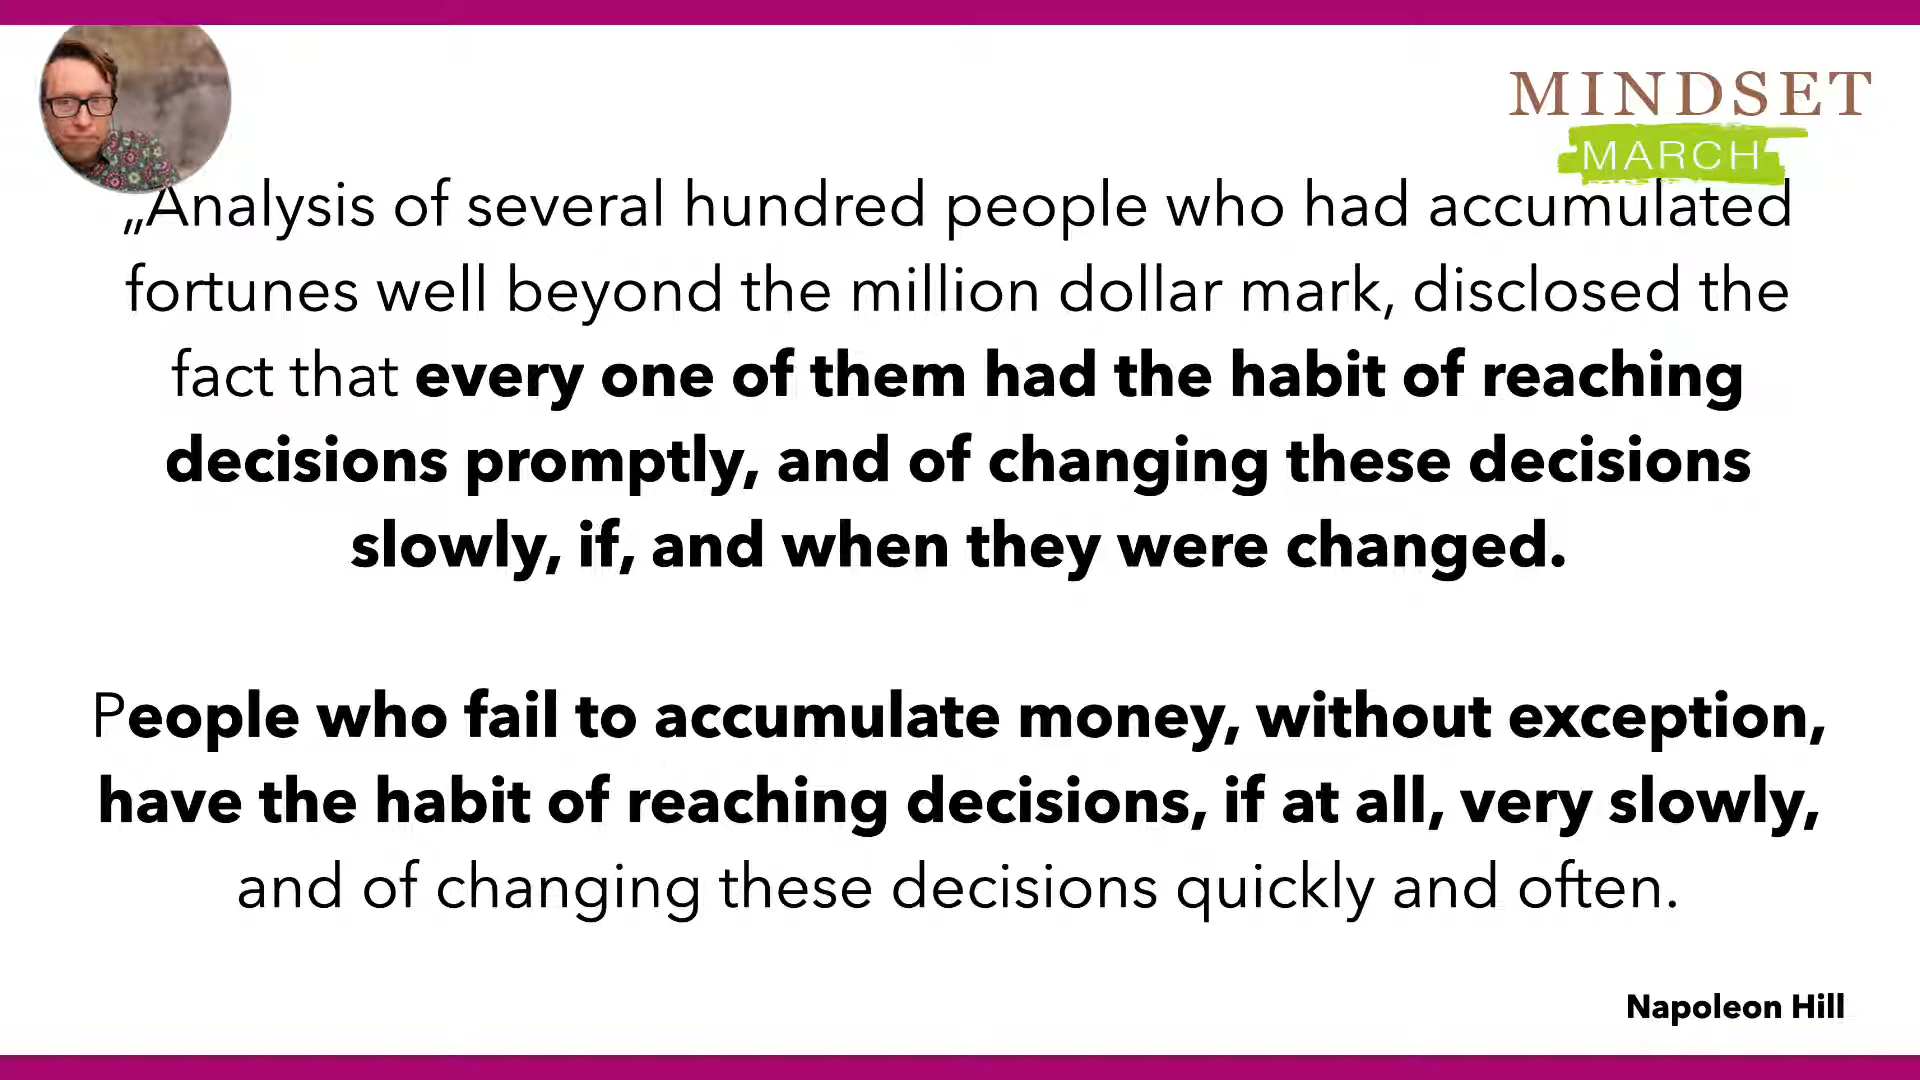 MINDSET
MARCH
„Analysis of several hundred people who had accumulated
fortunes well beyond the million dollar mark, disclosed the
fact that every one of them had the habit of reaching
decisions promptly, and of changing these decisions
slowly, if, and when they were changed.
People who fail to accumulate money, without exception,
have the habit of reaching decisions, if at all, very slowly,
and of changing these decisions quickly and often.
Napoleon Hill